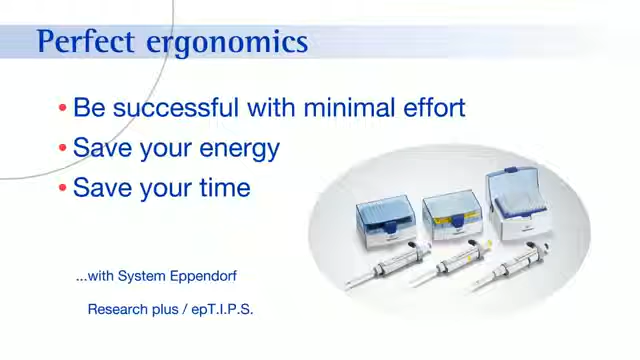 Perfect ergonomics
• Be successful with minimal effort
• Save your energy
• Save your time
...with System Eppendorf
Research plus / epT.I.P.S.